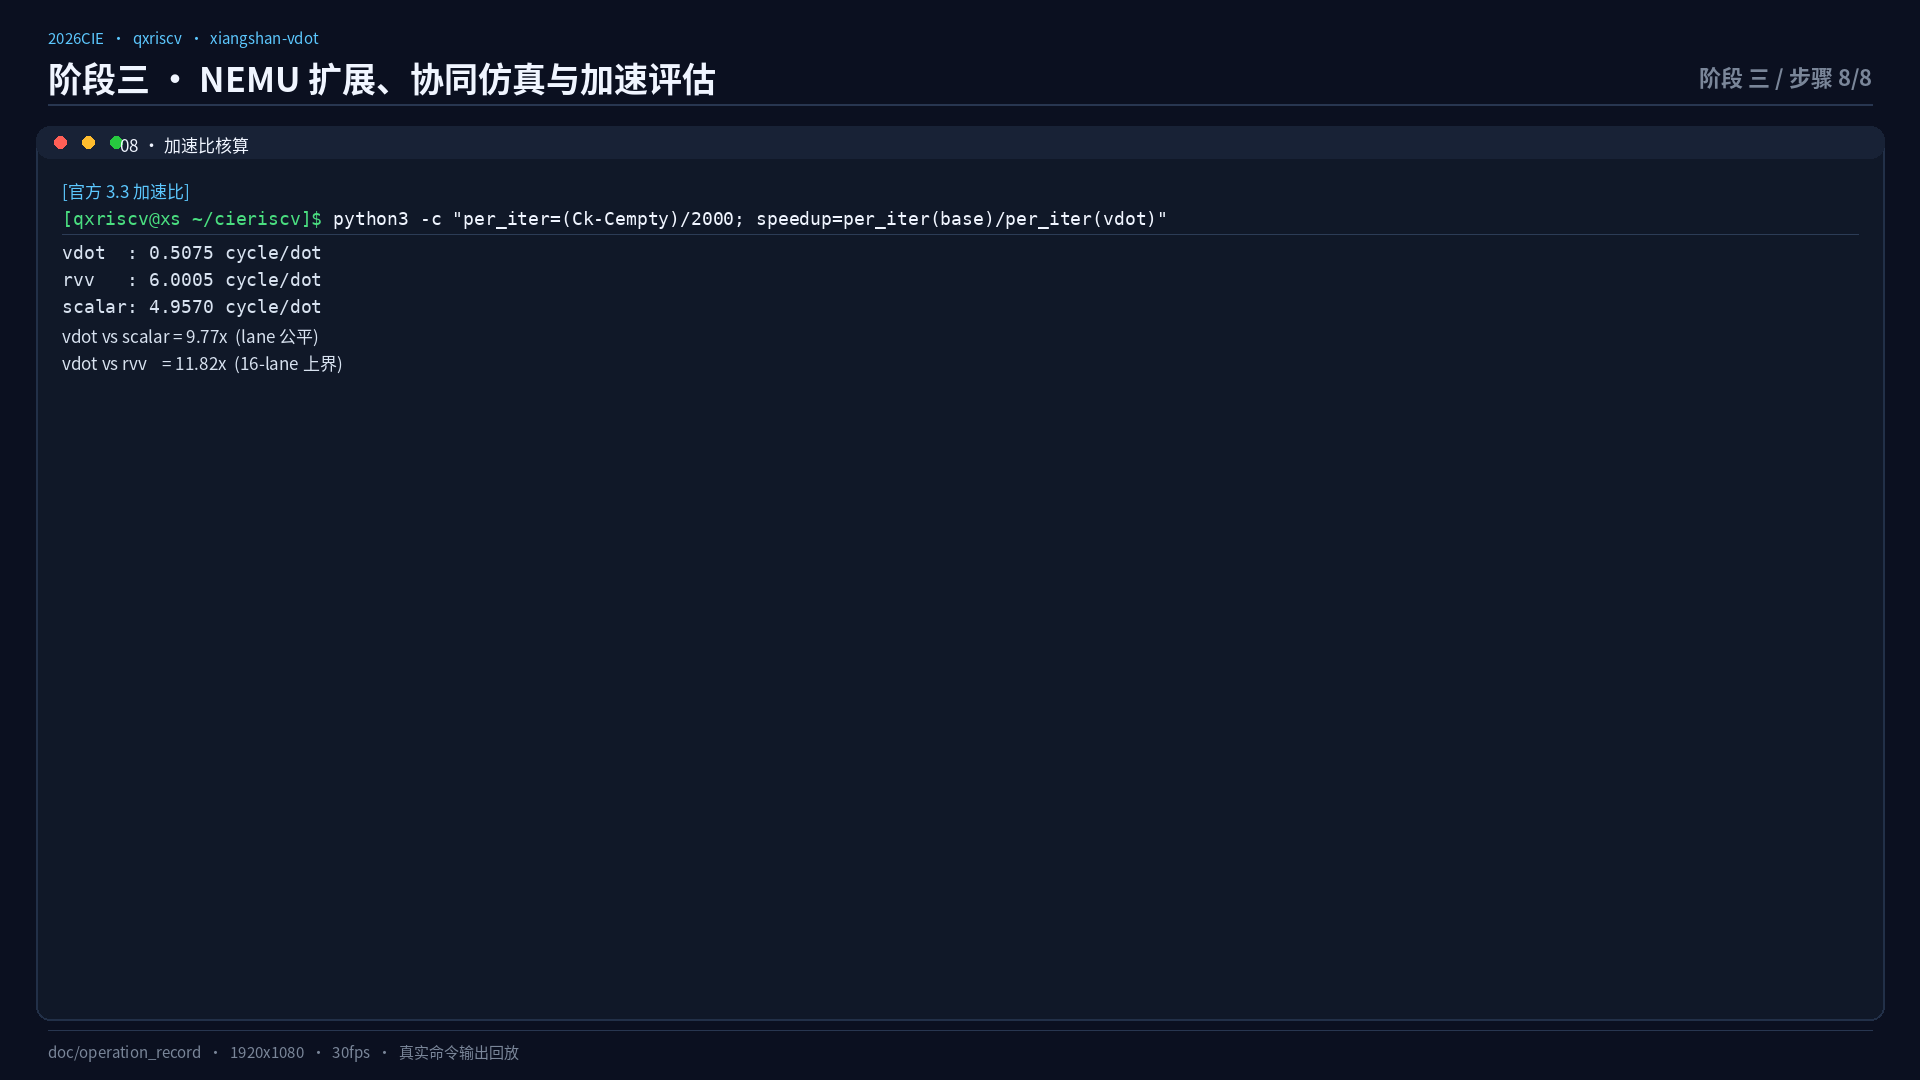 2026CIE · qxriscv · xiangshan-vdot
阶段三 · NEMU 扩展、协同仿真与加速评估
阶段 三 / 步骤 8/8
08 · 加速比核算
[官方 3.3 加速比]
[qxriscv@xs ~/cieriscv]$ python3 -c "per_iter=(Ck-Cempty)/2000; speedup=per_iter(base)/per_iter(vdot)"
vdot  : 0.5075 cycle/dot
rvv   : 6.0005 cycle/dot
scalar: 4.9570 cycle/dot
vdot vs scalar = 9.77x  (lane 公平)
vdot vs rvv    = 11.82x  (16-lane 上界)
doc/operation_record · 1920x1080 · 30fps · 真实命令输出回放